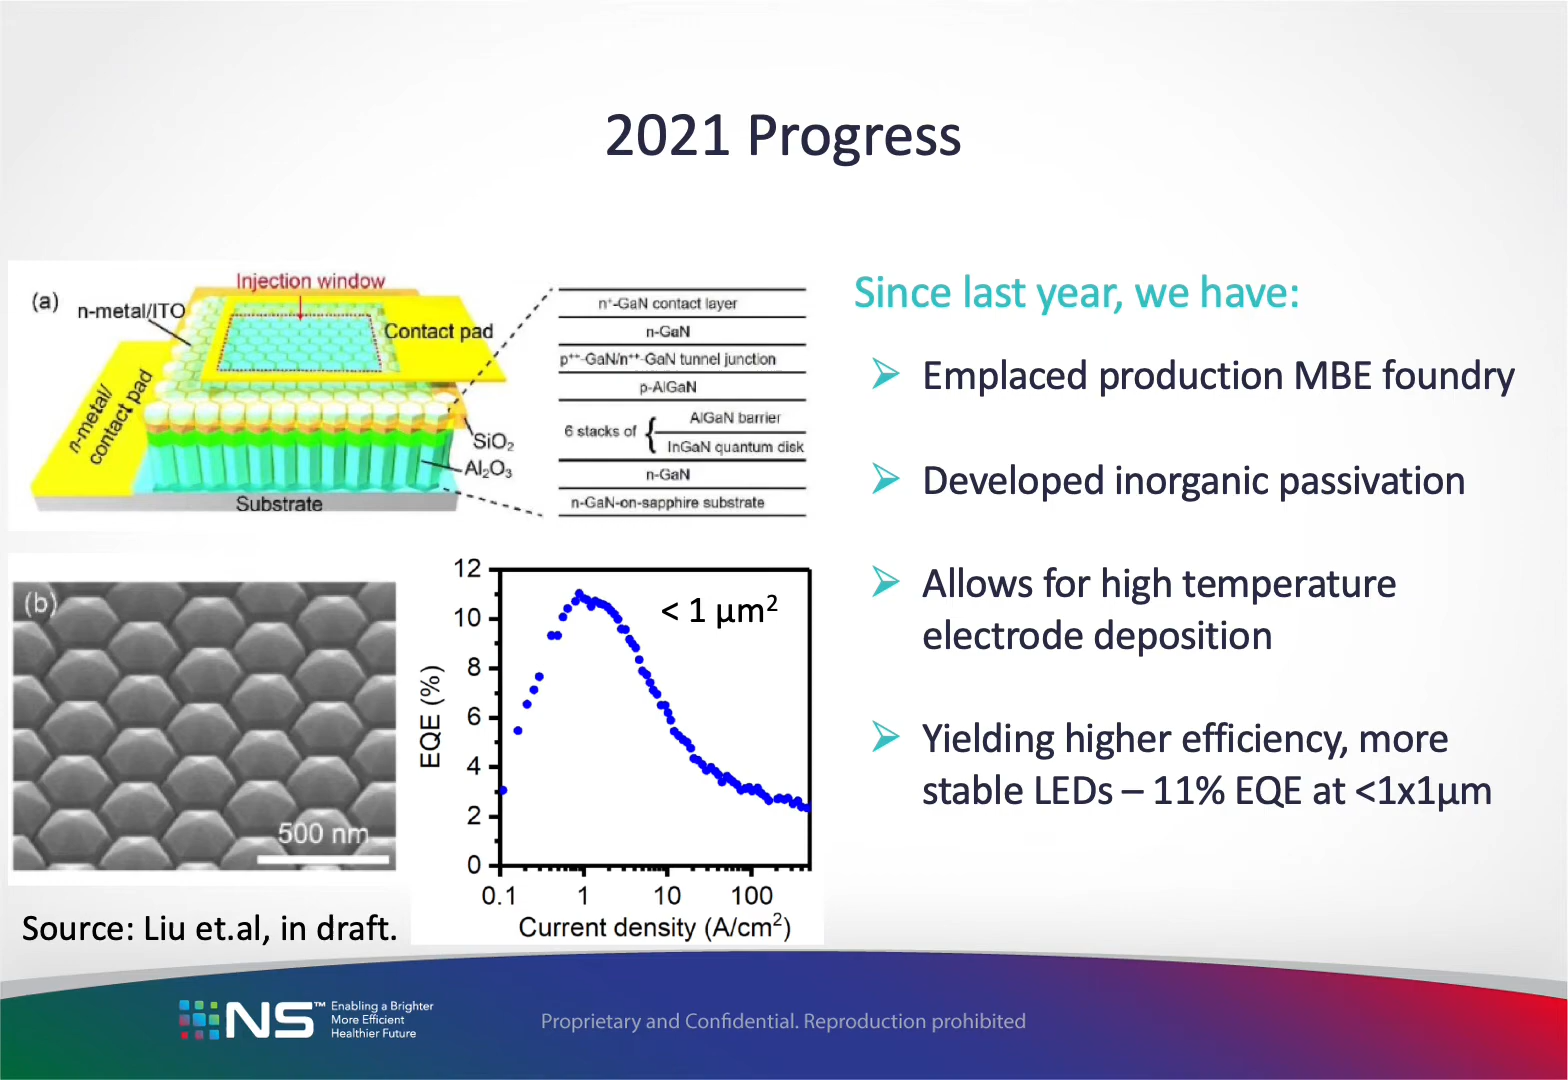 2021 Progress
(a)
Injection window
n-metal/ITO
Contact pad
n-metal/
contact pad
SiO₂
Al₂O₃
Substrate
n⁺-GaN contact layer
n-GaN
p⁺⁺-GaN/n⁺⁺-GaN tunnel junction
p-AlGaN
6 stacks of
AlGaN barrier
InGaN quantum disk
n-GaN
n-GaN-on-sapphire substrate
(b)
500 nm
EQE (%)
12
10
8
6
4
2
0
< 1 µm²
0.1 1 10 100
Current density (A/cm²)
Source: Liu et.al, in draft.
Since last year, we have:
Emplaced production MBE foundry
Developed inorganic passivation
Allows for high temperature
electrode deposition
Yielding higher efficiency, more
stable LEDs – 11% EQE at <1x1µm
NS™
Enabling a Brighter
More Efficient
Healthier Future
Proprietary and Confidential. Reproduction prohibited